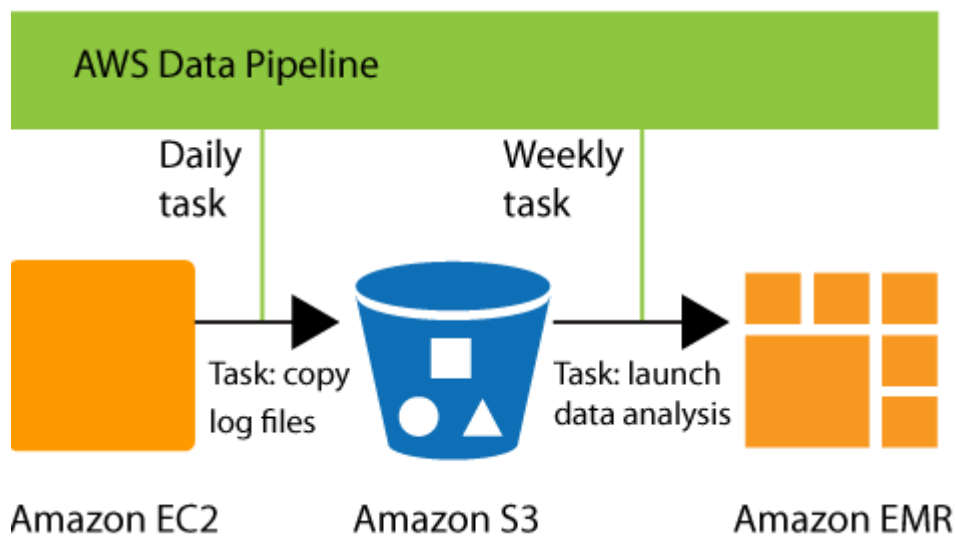 AWS Data Pipeline
Daily
task
Weekly
task
Task: copy
log files
Task: launch
data analysis
Amazon EC2
Amazon S3
Amazon EMR